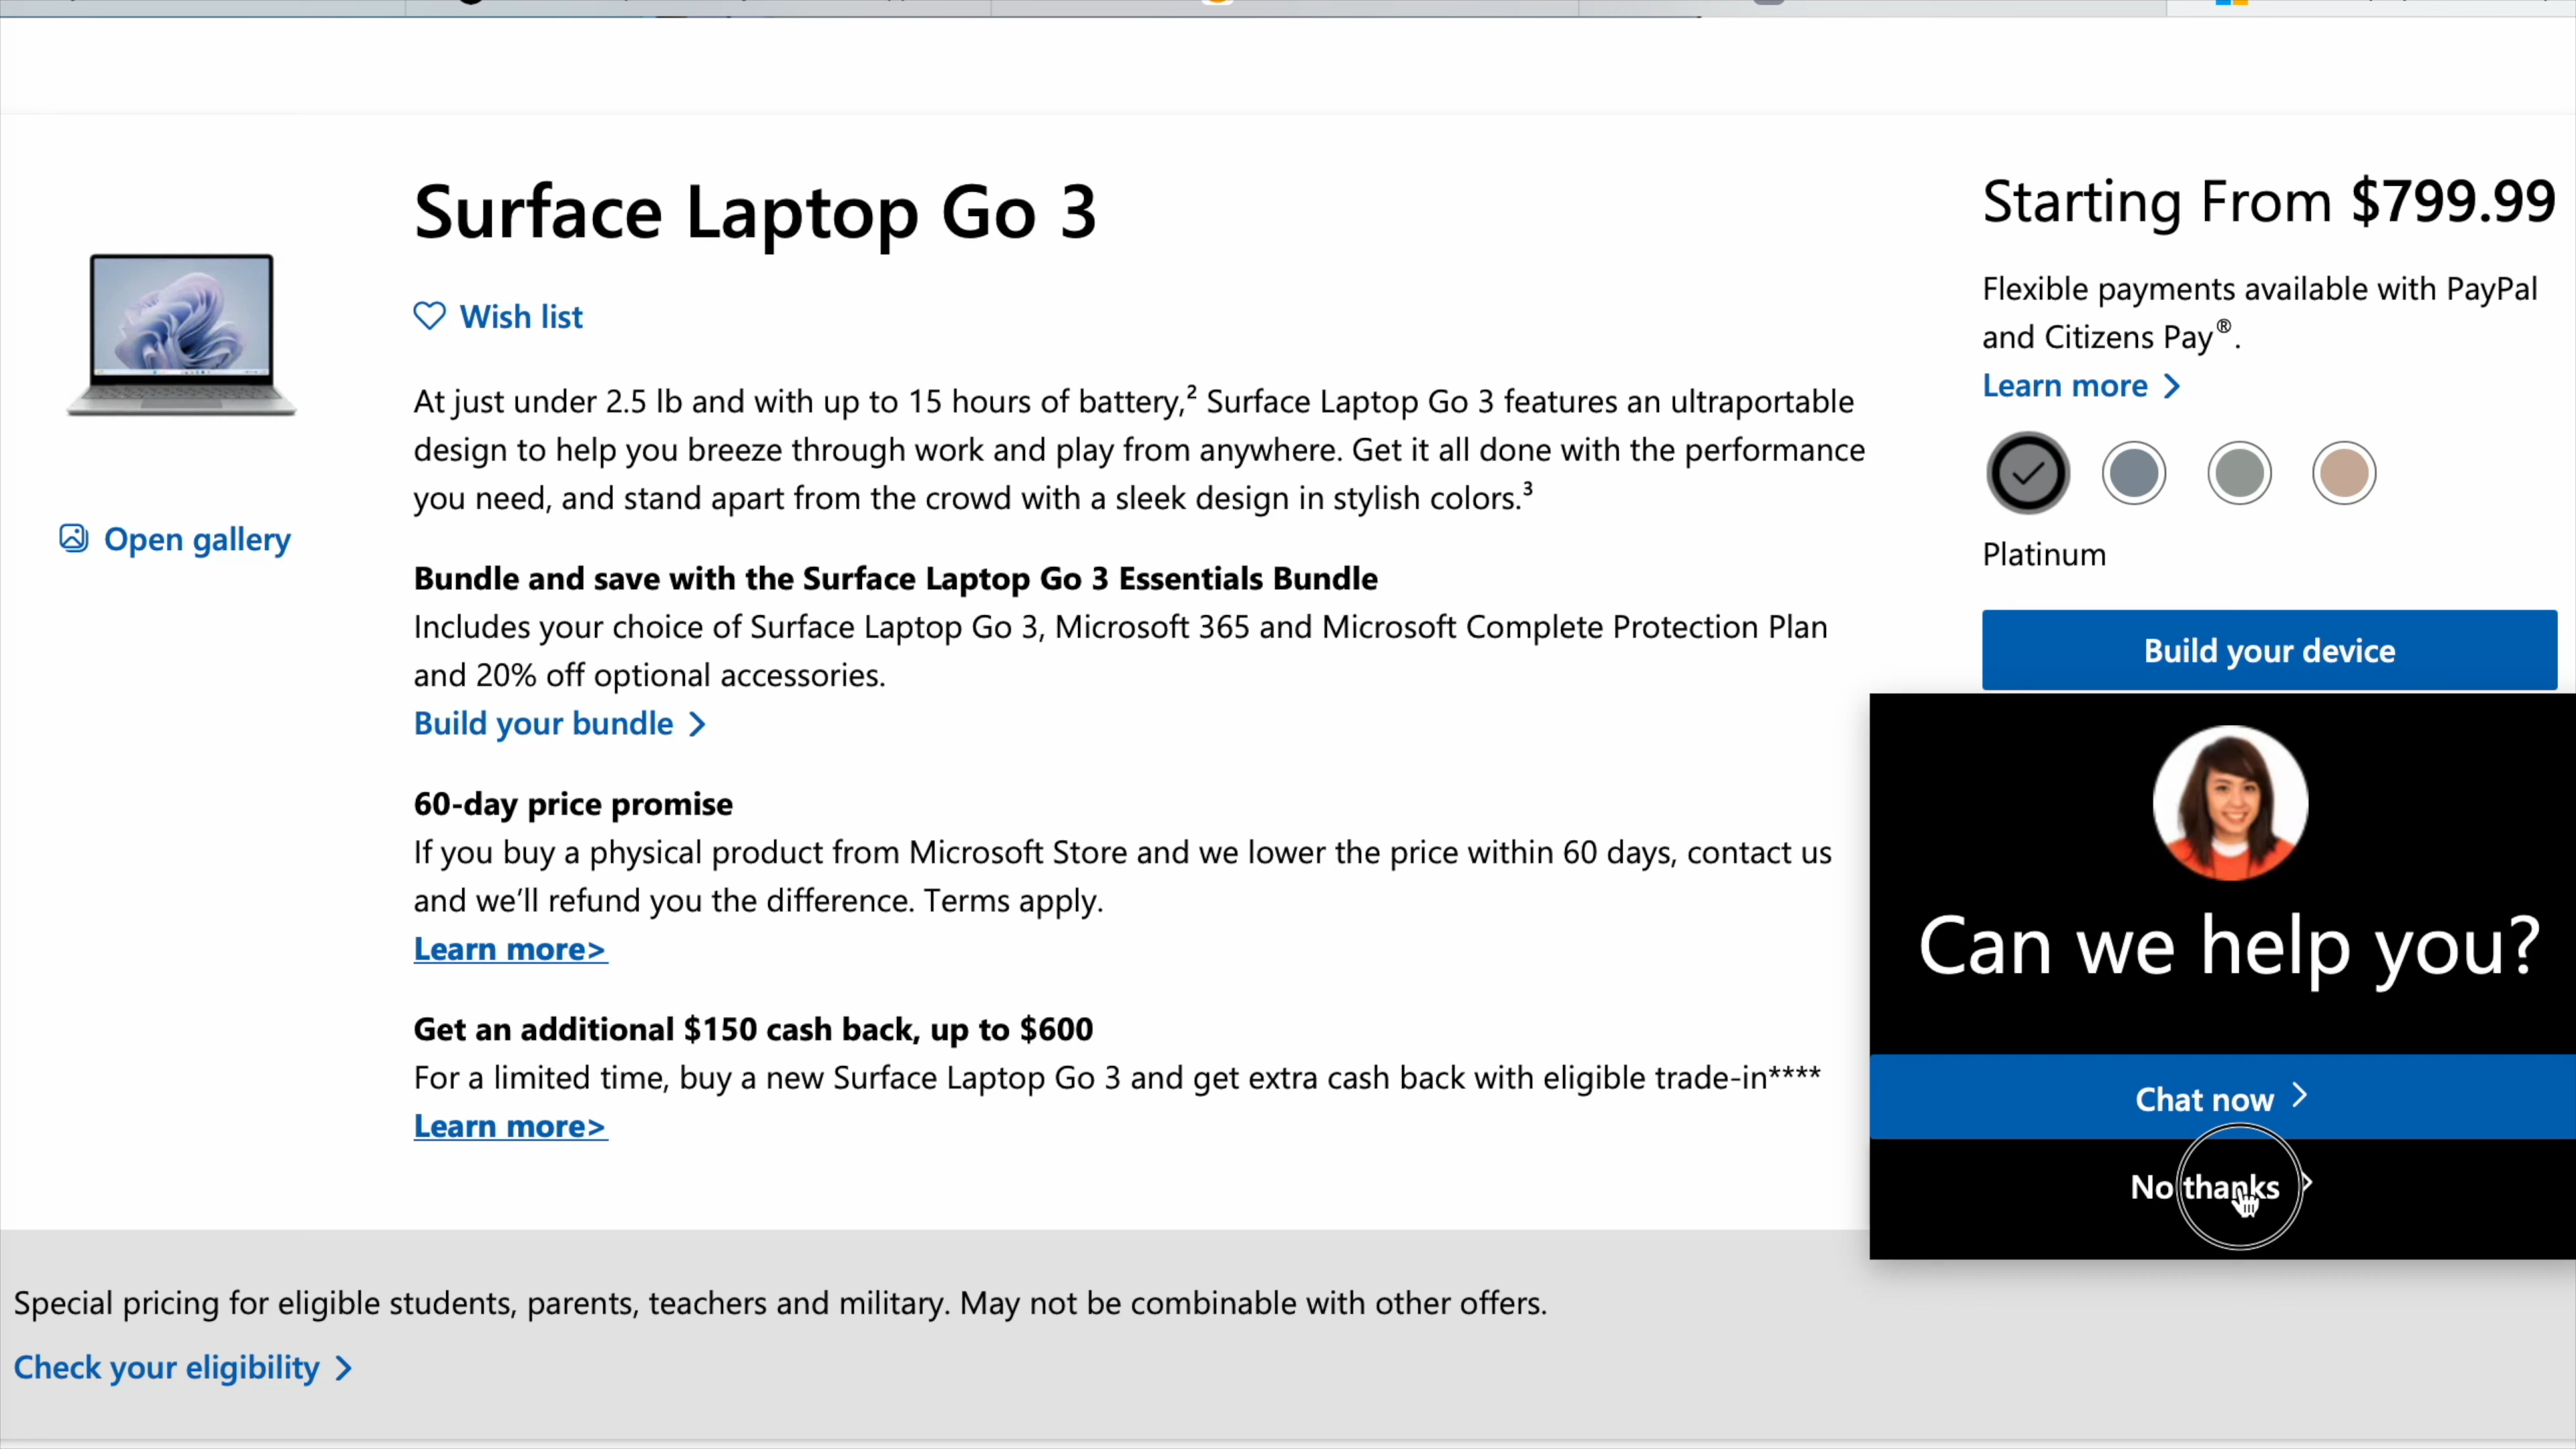 Surface Laptop Go 3
Wish list
At just under 2.5 lb and with up to 15 hours of battery,² Surface Laptop Go 3 features an ultraportable
design to help you breeze through work and play from anywhere. Get it all done with the performance
you need, and stand apart from the crowd with a sleek design in stylish colors.³
Open gallery
Bundle and save with the Surface Laptop Go 3 Essentials Bundle
Includes your choice of Surface Laptop Go 3, Microsoft 365 and Microsoft Complete Protection Plan
and 20% off optional accessories.
Build your bundle >
60-day price promise
If you buy a physical product from Microsoft Store and we lower the price within 60 days, contact us
and we’ll refund you the difference. Terms apply.
Learn more>
Get an additional $150 cash back, up to $600
For a limited time, buy a new Surface Laptop Go 3 and get extra cash back with eligible trade-in****
Learn more>
Starting From $799.99
Flexible payments available with PayPal
and Citizens Pay®.
Learn more >
Platinum
Build your device
Can we help you?
Chat now >
No thanks >
Special pricing for eligible students, parents, teachers and military. May not be combinable with other offers.
Check your eligibility >